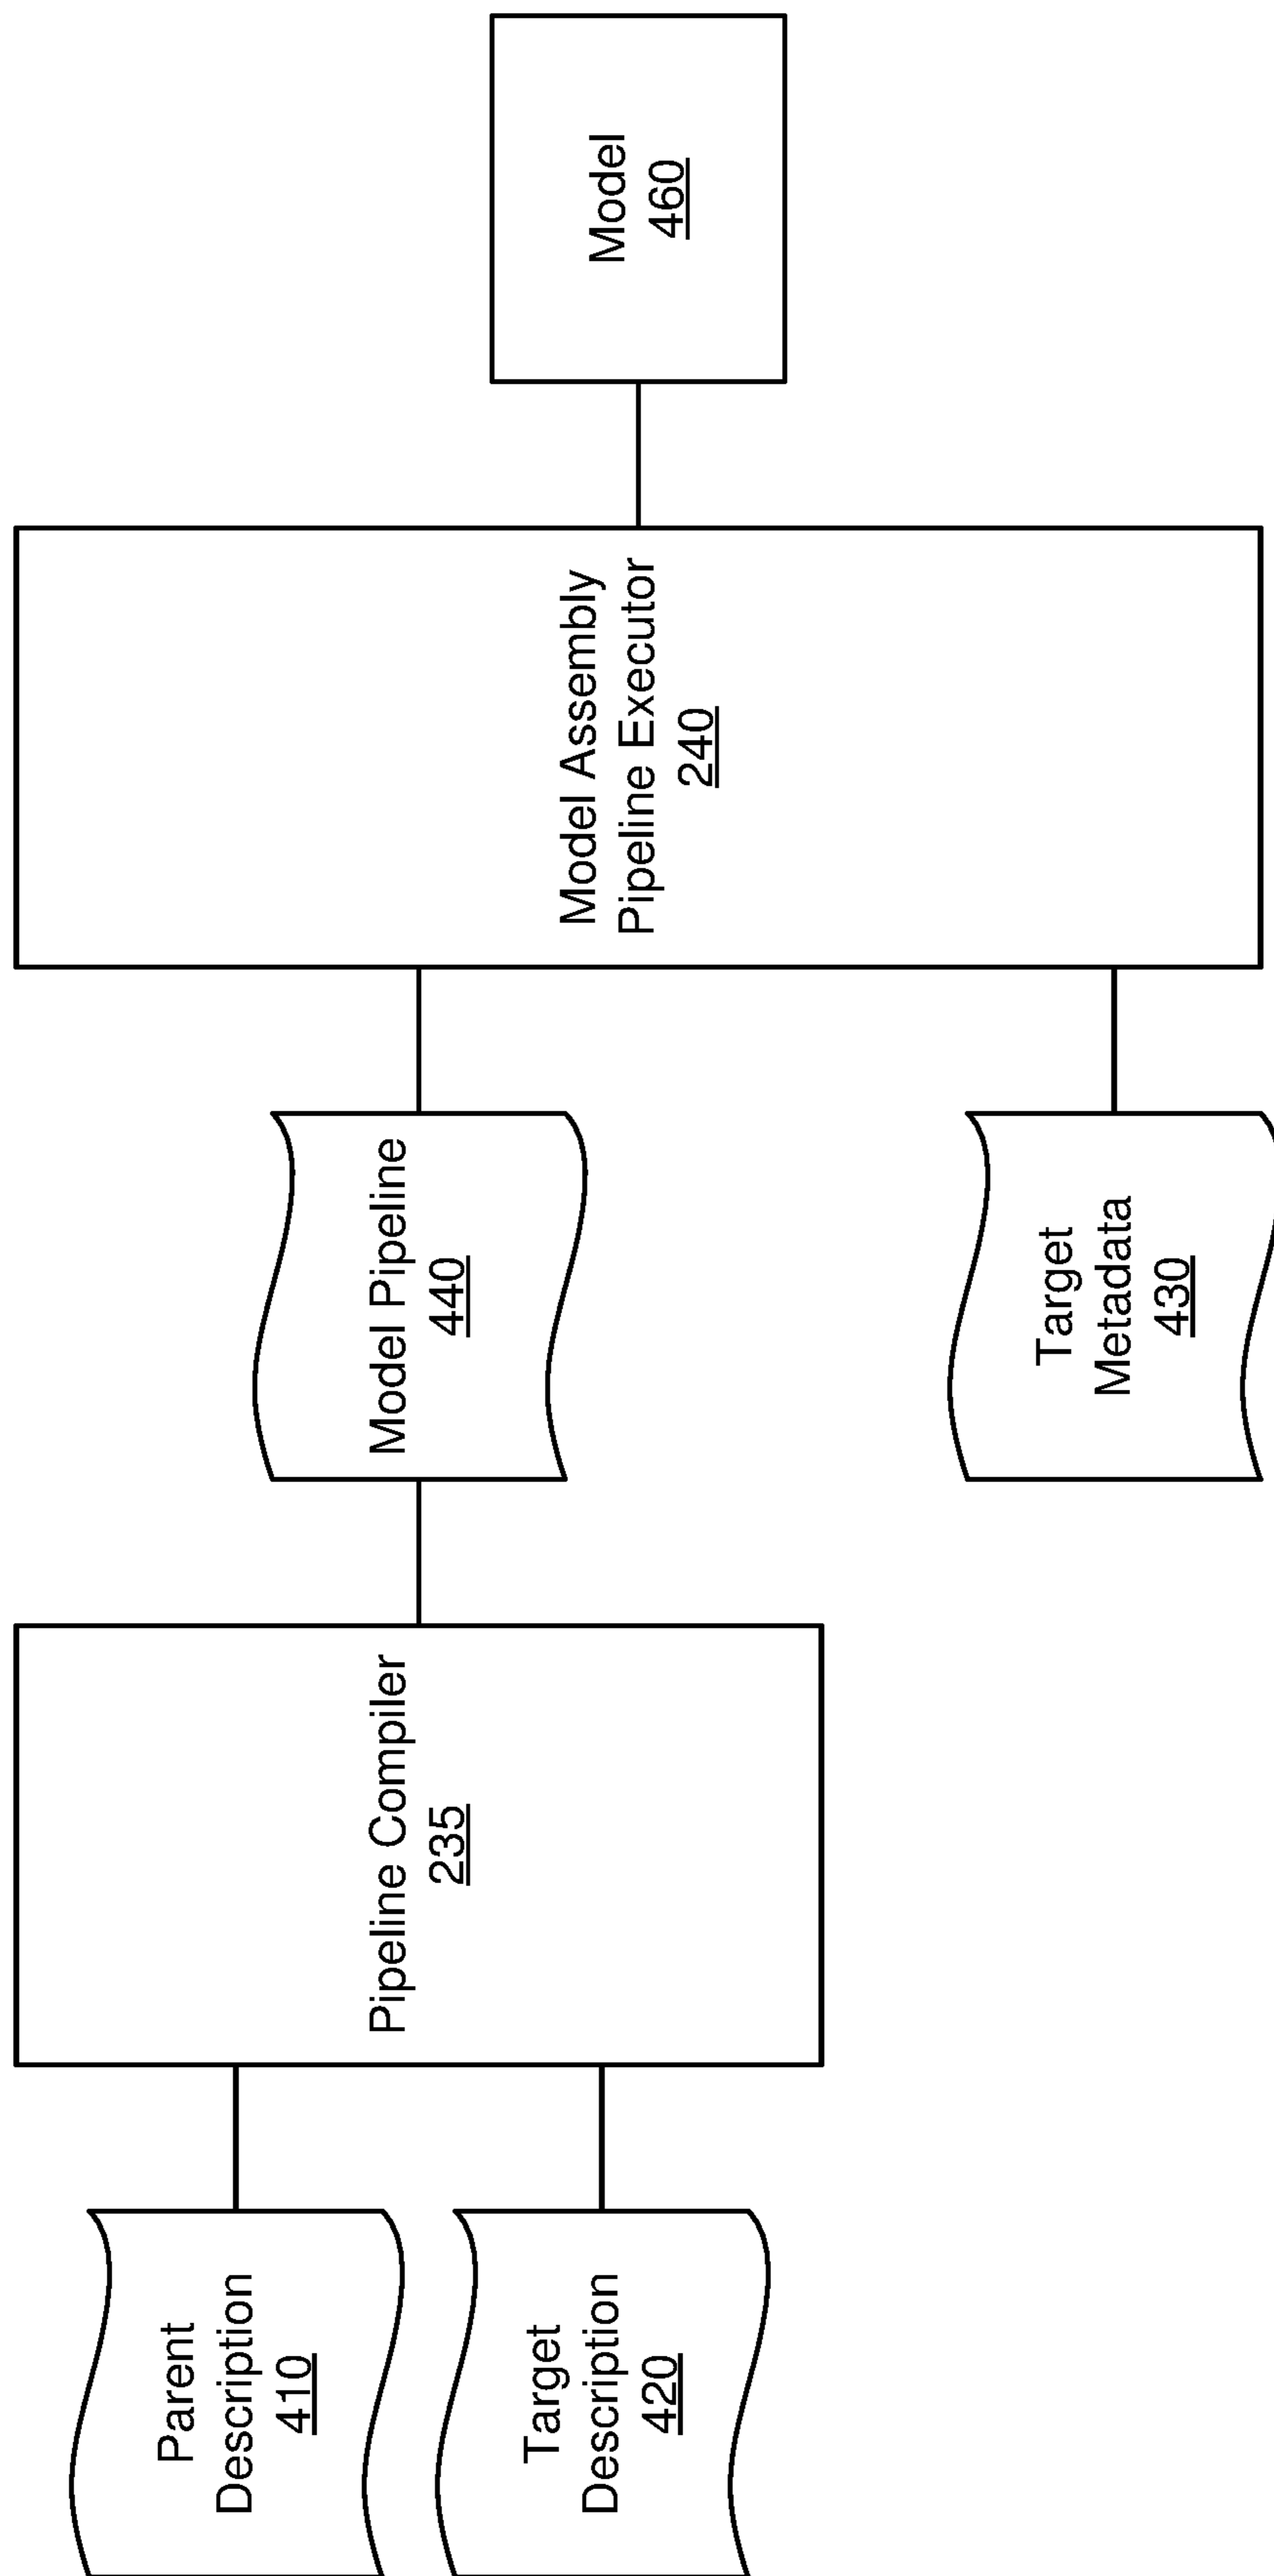 Parent
Description
410
Target
Description
420
Pipeline Compiler
235
Model Pipeline
440
Target
Metadata
430
Model Assembly
Pipeline Executor
240
Model
460